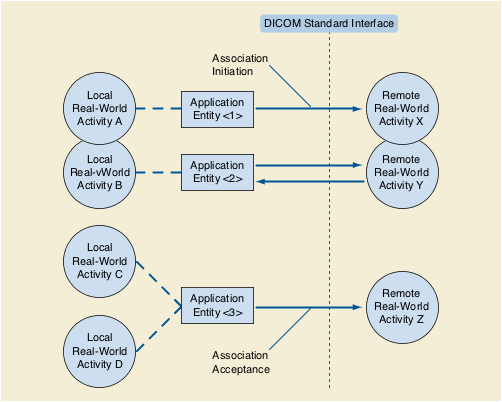 DICOM Standard Interface
Association
Initiation
Local
Real-World
Activity A
Application
Entity <1>
Remote
Real-World
Activity X
Local
Real-vWorld
Activity B
Application
Entity <2>
Remote
Real-World
Activity Y
Local
Real-World
Activity C
Application
Entity <3>
Remote
Real-World
Activity Z
Local
Real-World
Activity D
Association
Acceptance